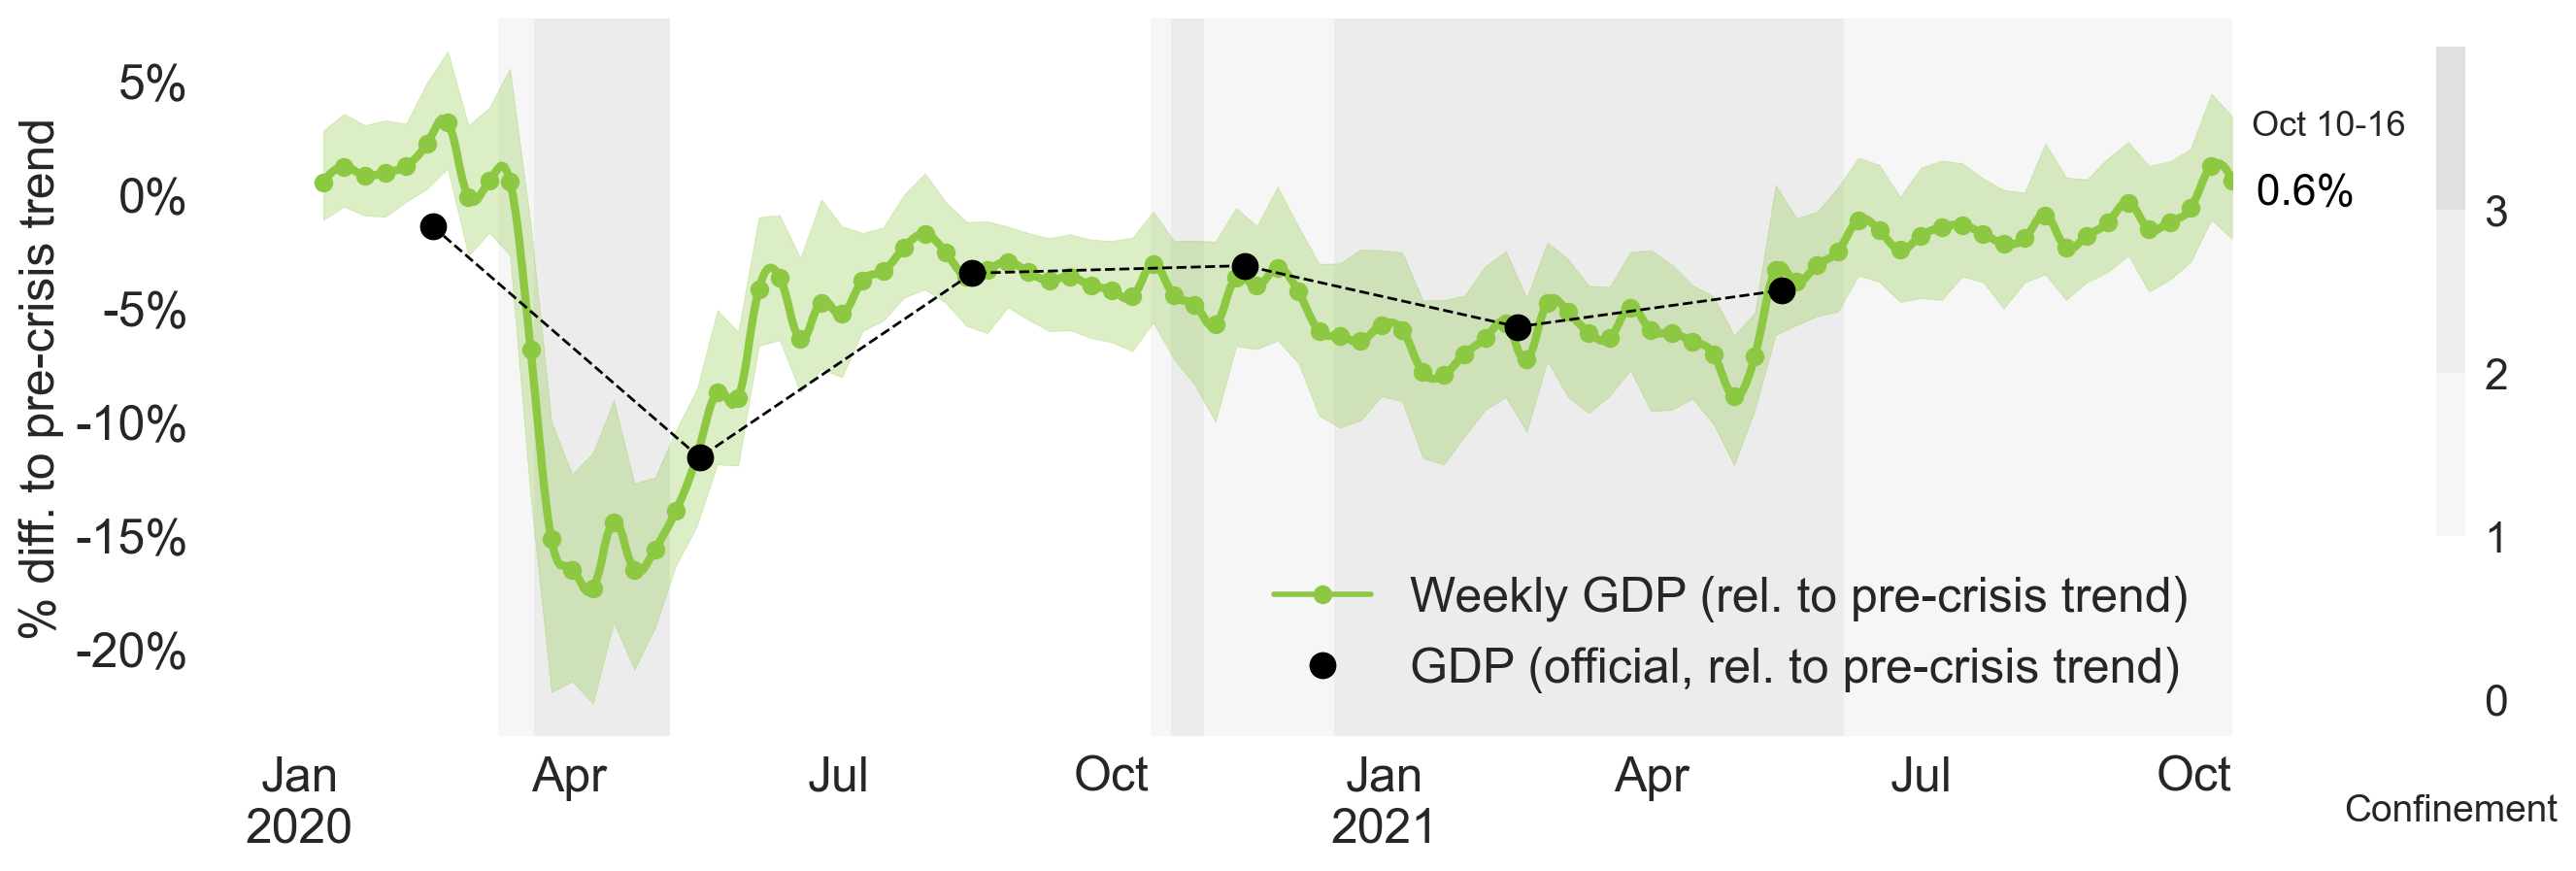 % diff. to pre-crisis trend
5%
0%
-5%
-10%
-15%
-20%
Jan
2020
Apr
Jul
Oct
Jan
2021
Apr
Jul
Oct
Weekly GDP (rel. to pre-crisis trend)
GDP (official, rel. to pre-crisis trend)
Oct 10-16
0.6%
3
2
1
0
Confinement